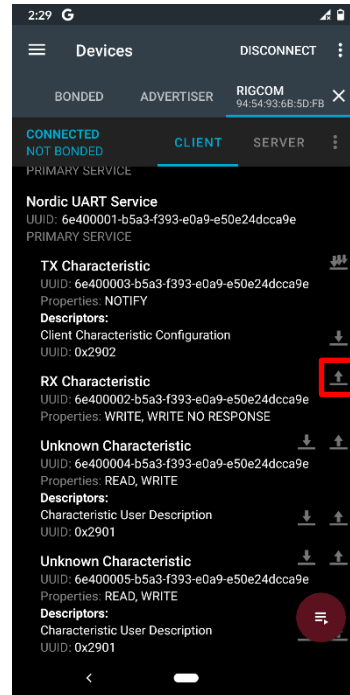 2:29 G
Devices
DISCONNECT
BONDED
ADVERTISER
RIGCOM
94:54:93:6B:5D:FB
CONNECTED
NOT BONDED
CLIENT
SERVER
PRIMARY SERVICE
Nordic UART Service
UUID: 6e400001-b5a3-f393-e0a9-e50e24dcca9e
PRIMARY SERVICE
TX Characteristic
UUID: 6e400003-b5a3-f393-e0a9-e50e24dcca9e
Properties: NOTIFY
Descriptors:
Client Characteristic Configuration
UUID: 0x2902
RX Characteristic
UUID: 6e400002-b5a3-f393-e0a9-e50e24dcca9e
Properties: WRITE, WRITE NO RESPONSE
Unknown Characteristic
UUID: 6e400004-b5a3-f393-e0a9-e50e24dcca9e
Properties: READ, WRITE
Descriptors:
Characteristic User Description
UUID: 0x2901
Unknown Characteristic
UUID: 6e400005-b5a3-f393-e0a9-e50e24dcca9e
Properties: READ, WRITE
Descriptors:
Characteristic User Description
UUID: 0x2901